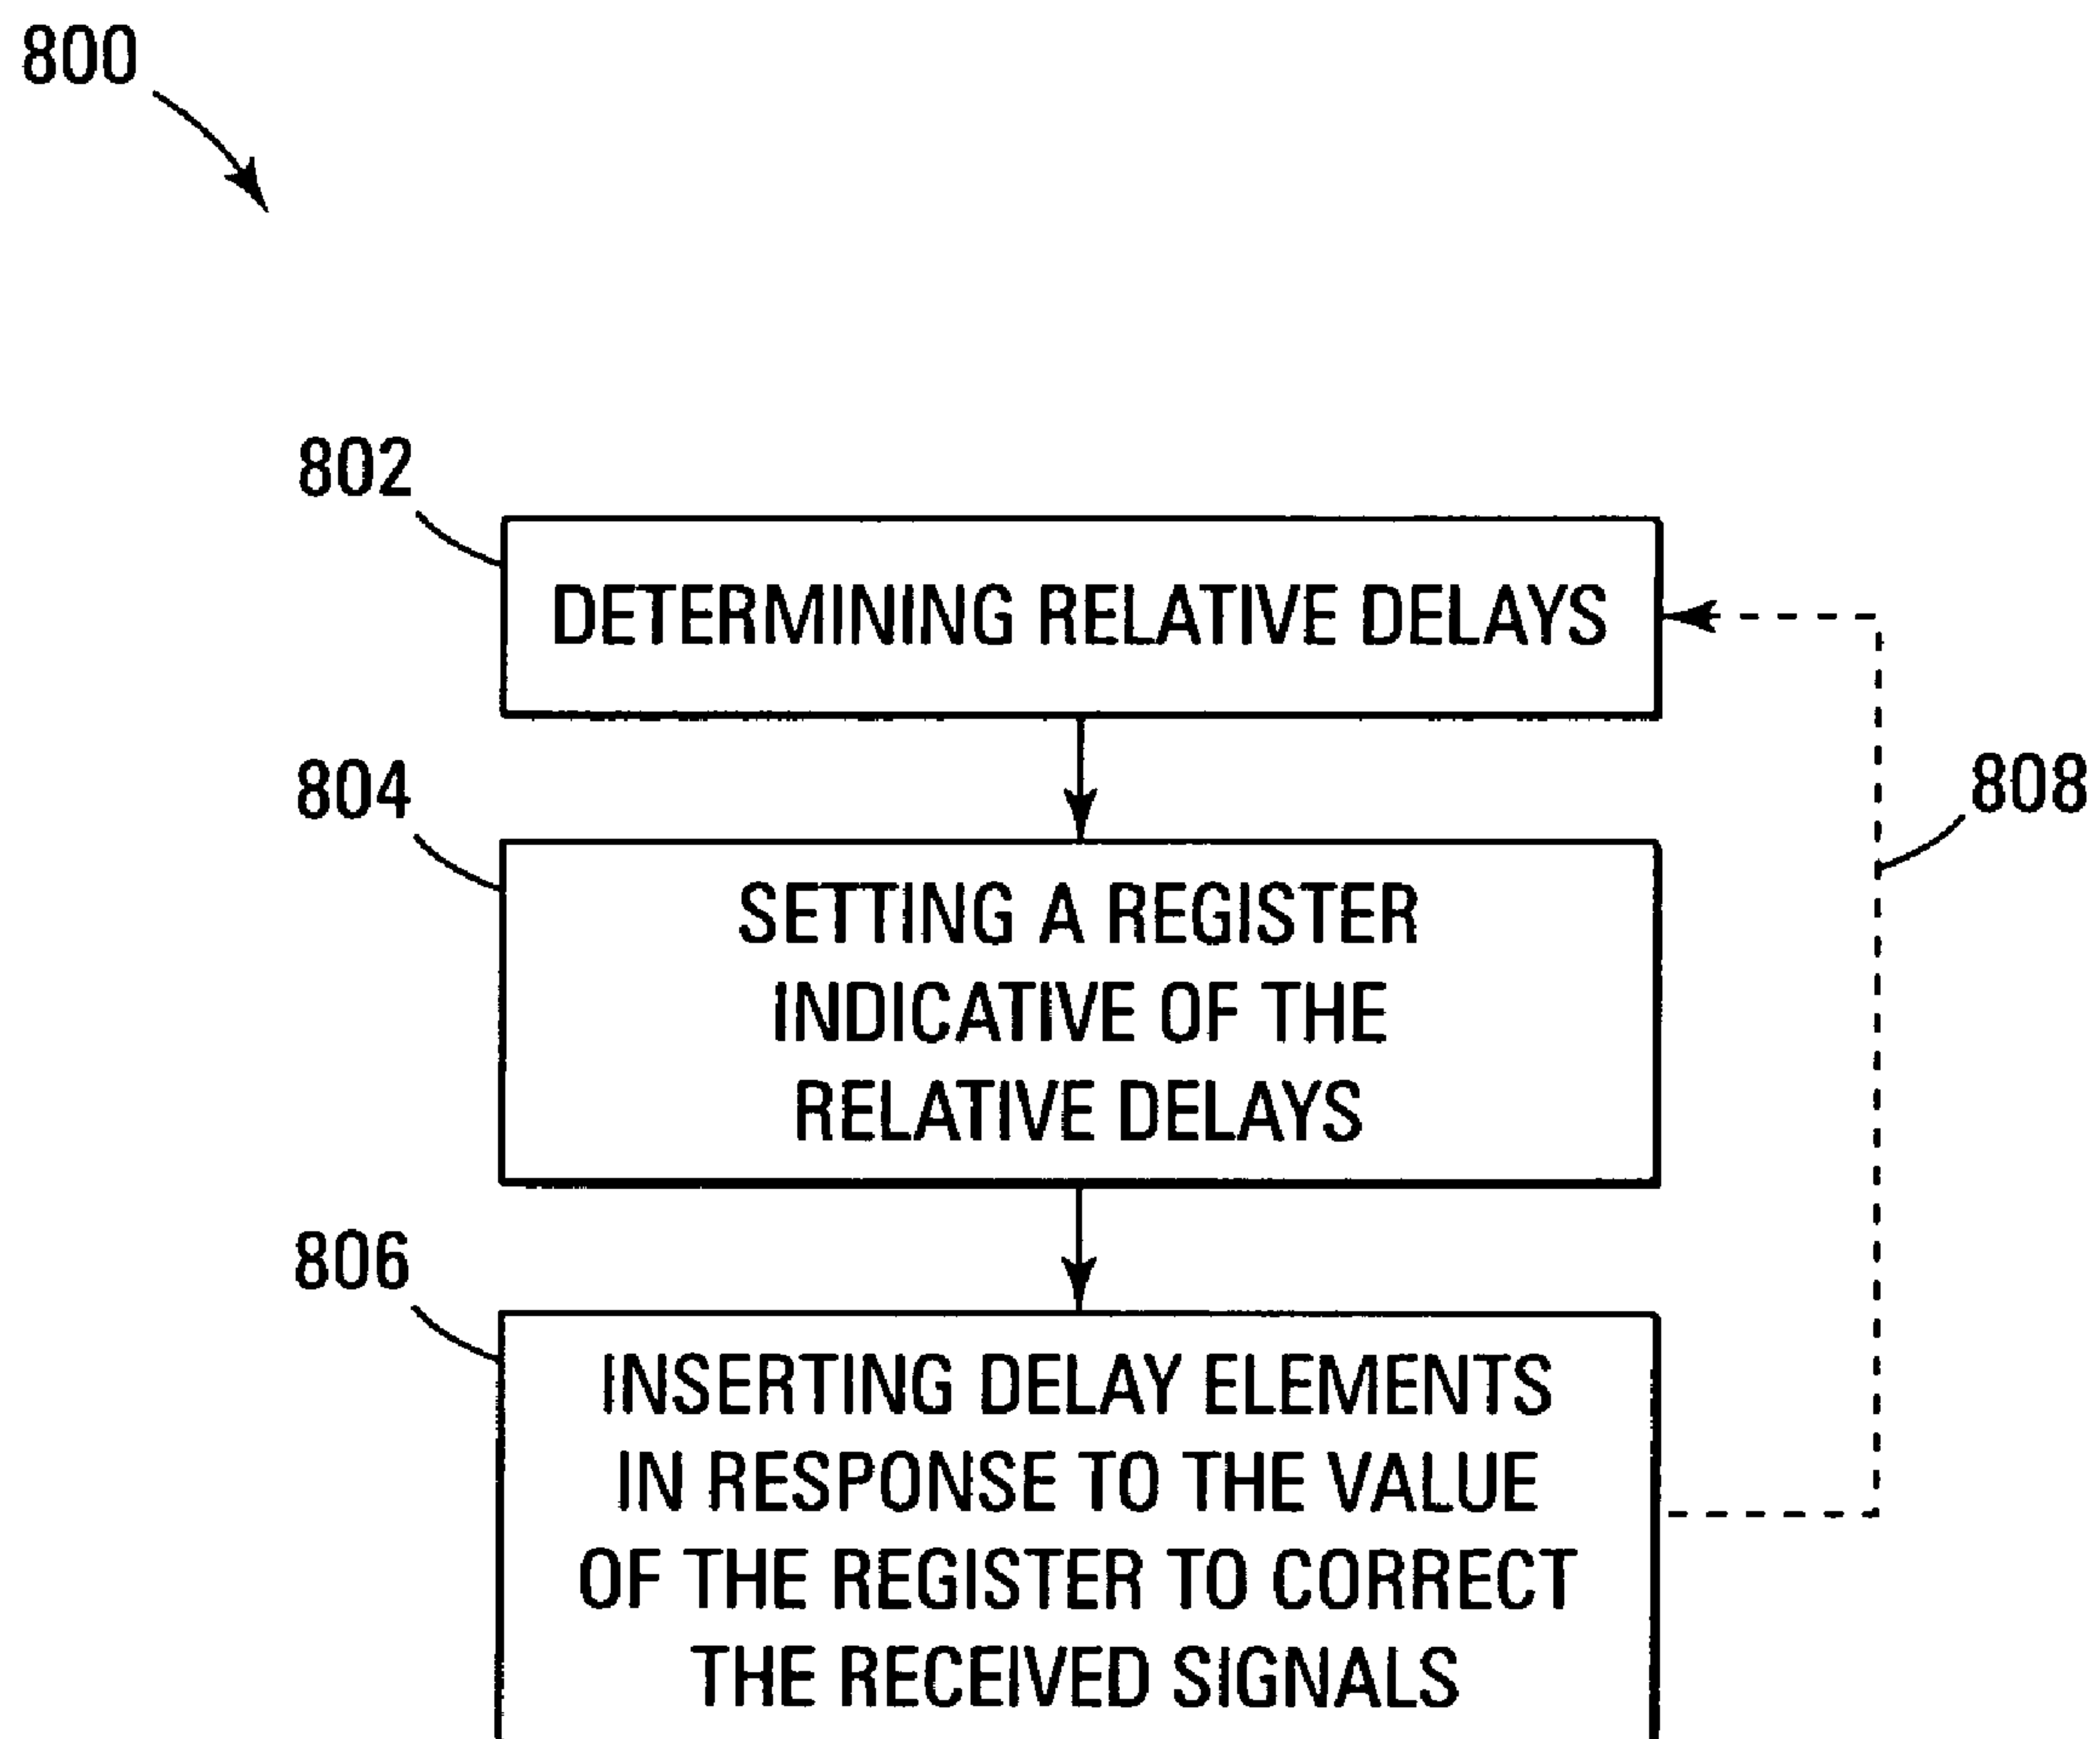 800
802
DETERMINING RELATIVE DELAYS
804
808
SETTING A REGISTER
INDICATIVE OF THE
RELATIVE DELAYS
806
INSERTING DELAY ELEMENTS
IN RESPONSE TO THE VALUE
OF THE REGISTER TO CORRECT
THE RECEIVED SIGNALS